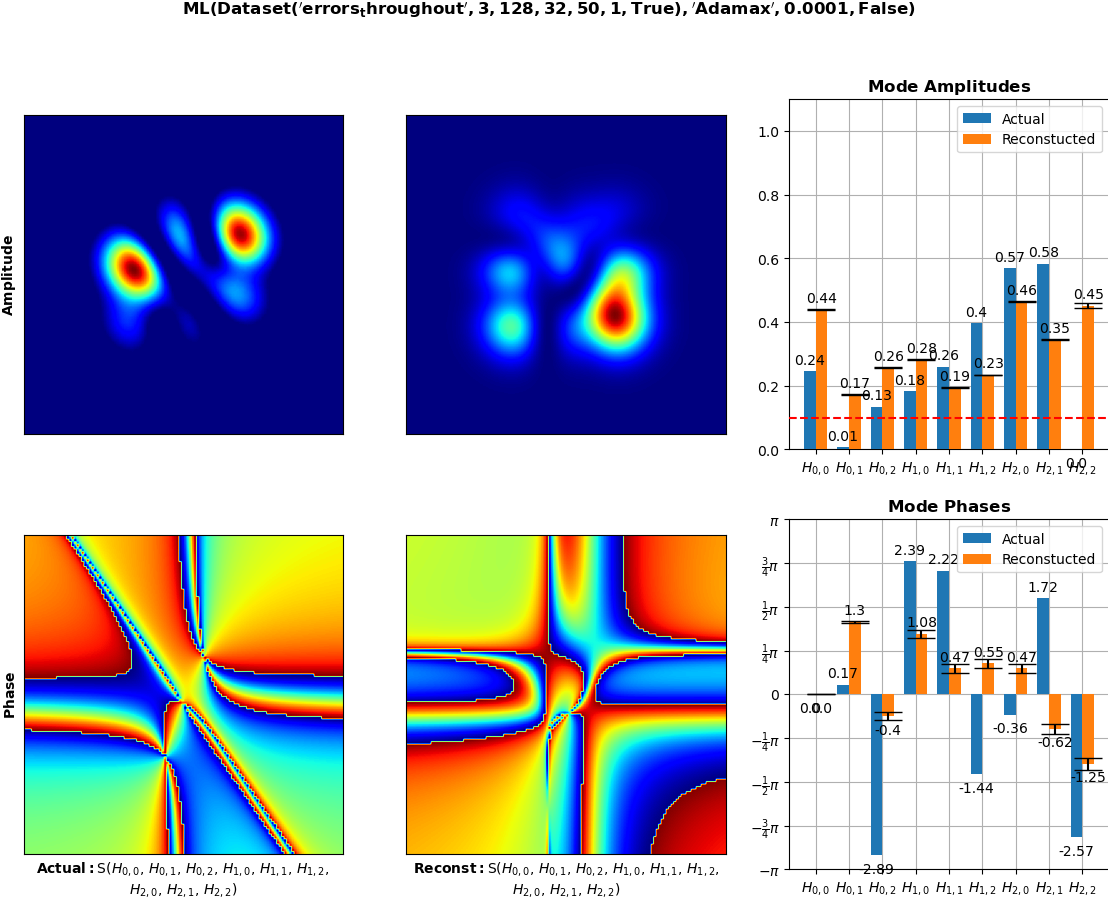 ML(Dataset('errors_throughout', 3, 128, 32, 50, 1, True), 'Adamax', 0.0001, False)
Amplitude
Mode Amplitudes
Actual
Reconstucted
1.0
0.8
0.6
0.4
0.2
0.0
0.24 0.44
0.01 0.17
0.13 0.26
0.18 0.28
0.26 0.19
0.4 0.23
0.57 0.46
0.58 0.35
0.0 0.45
H0,0 H0,1 H0,2 H1,0 H1,1 H1,2 H2,0 H2,1 H2,2
Phase
Actual: S(H0,0, H0,1, H0,2, H1,0, H1,1, H1,2,
H2,0, H2,1, H2,2)
Reconst: S(H0,0, H0,1, H0,2, H1,0, H1,1, H1,2,
H2,0, H2,1, H2,2)
Mode Phases
Actual
Reconstucted
π
3/4π
1/2π
1/4π
0
−1/4π
−1/2π
−3/4π
−π
0.0 0.0
0.17 1.3
-2.89 -0.4
2.39 1.08
2.22 0.47
-1.44 0.55
-0.36 0.47
1.72 -0.62
-2.57 -1.25
H0,0 H0,1 H0,2 H1,0 H1,1 H1,2 H2,0 H2,1 H2,2